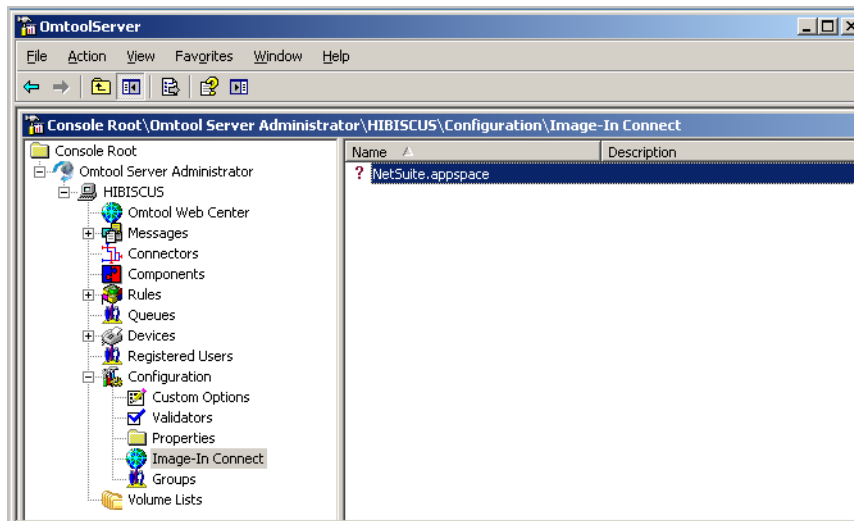 OmtoolServer
File Action View Favorites Window Help
Console Root\Omtool Server Administrator\HIBISCUS\Configuration\Image-In Connect
Console Root
Omtool Server Administrator
HIBISCUS
Omtool Web Center
Messages
Connectors
Components
Rules
Queues
Devices
Registered Users
Configuration
Custom Options
Validators
Properties
Image-In Connect
Groups
Volume Lists
Name Description
? NetSuite.appspace